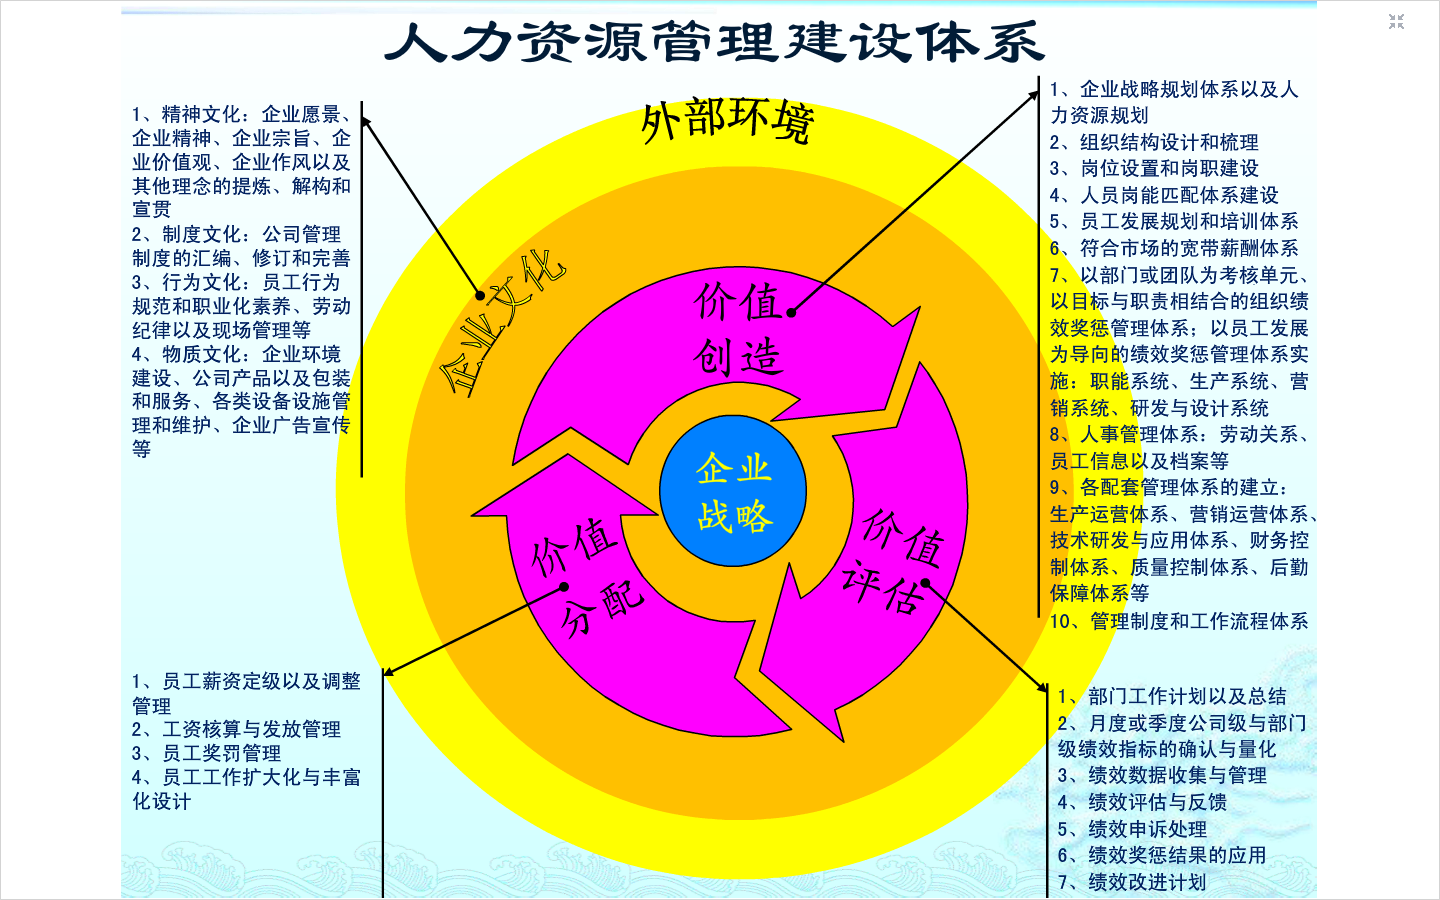 人力资源管理建设体系
外部环境
企业文化
价值
创造
企业
战略
价值
分配
价值
评估
1、精神文化：企业愿景、
企业精神、企业宗旨、企
业价值观、企业作风以及
其他理念的提炼、解构和
宣贯
2、制度文化：公司管理
制度的汇编、修订和完善
3、行为文化：员工行为
规范和职业化素养、劳动
纪律以及现场管理等
4、物质文化：企业环境
建设、公司产品以及包装
和服务、各类设备设施管
理和维护、企业广告宣传
等
1、企业战略规划体系以及人
力资源规划
2、组织结构设计和梳理
3、岗位设置和岗职建设
4、人员岗能匹配体系建设
5、员工发展规划和培训体系
6、符合市场的宽带薪酬体系
7、以部门或团队为考核单元、
以目标与职责相结合的组织绩
效奖惩管理体系；以员工发展
为导向的绩效奖惩管理体系实
施：职能系统、生产系统、营
销系统、研发与设计系统
8、人事管理体系：劳动关系、
员工信息以及档案等
9、各配套管理体系的建立：
生产运营体系、营销运营体系、
技术研发与应用体系、财务控
制体系、质量控制体系、后勤
保障体系等
10、管理制度和工作流程体系
1、员工薪资定级以及调整
管理
2、工资核算与发放管理
3、员工奖罚管理
4、员工工作扩大化与丰富
化设计
1、部门工作计划以及总结
2、月度或季度公司级与部门
级绩效指标的确认与量化
3、绩效数据收集与管理
4、绩效评估与反馈
5、绩效申诉处理
6、绩效奖惩结果的应用
7、绩效改进计划